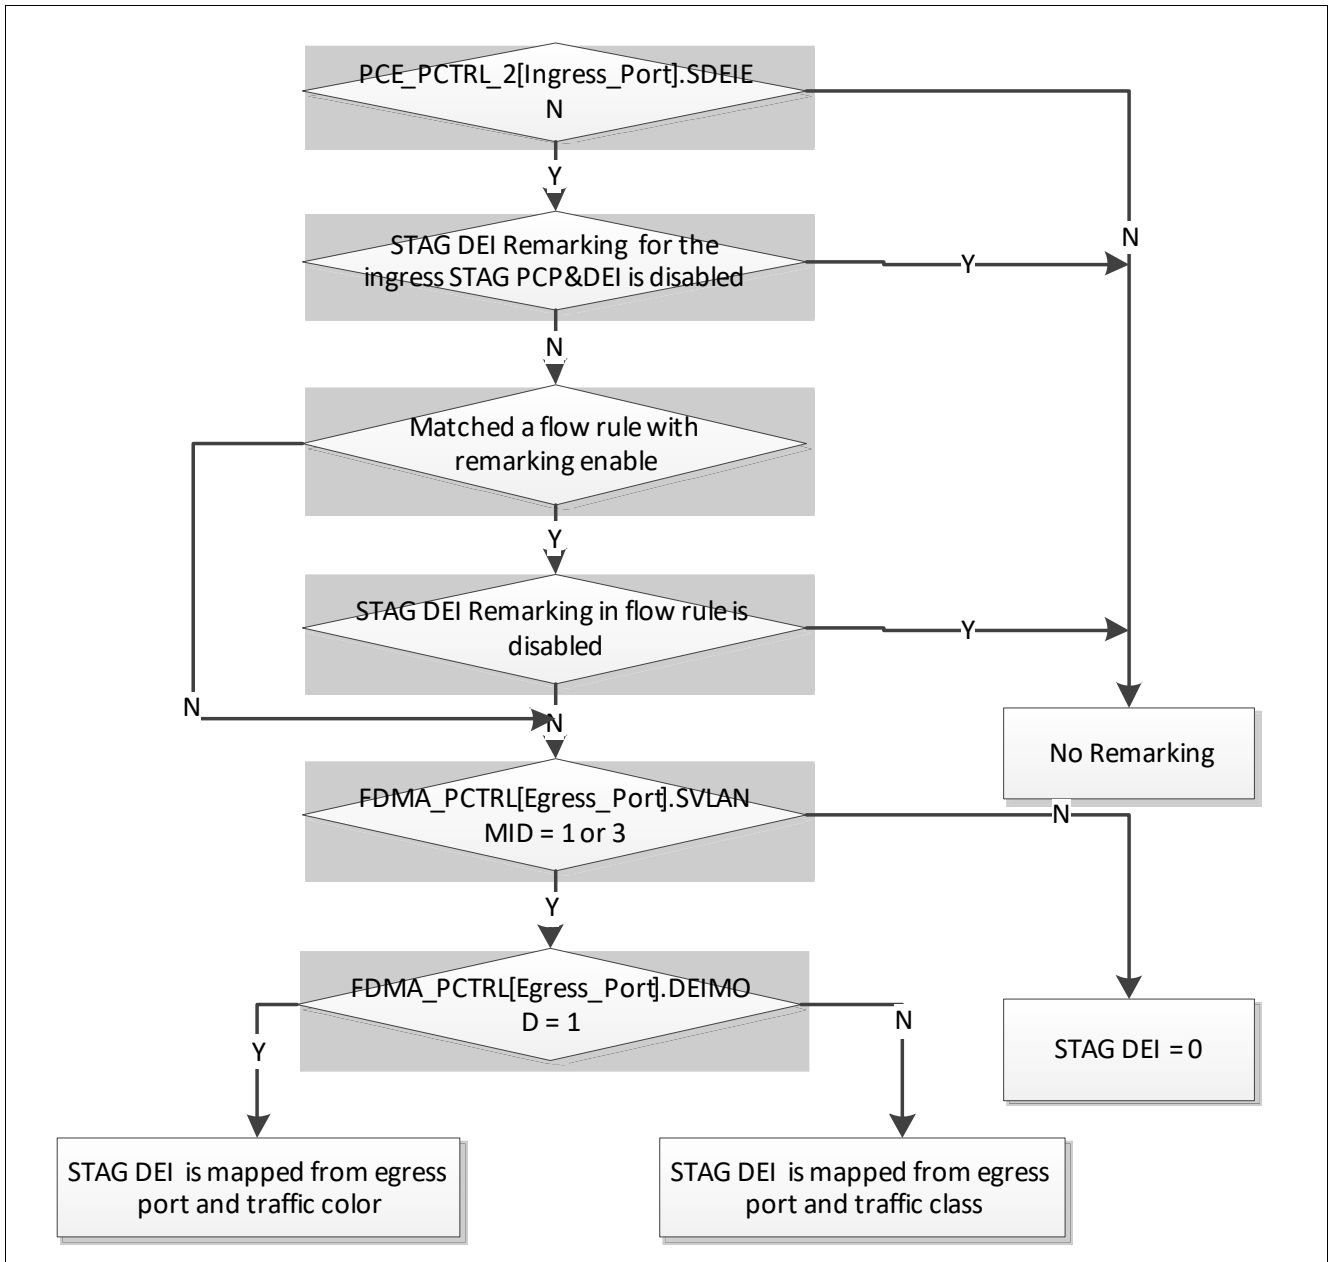 PCE_PCTRL_2[Ingress_Port].SDEIE
N
Y
N
STAG DEI Remarking for the
ingress STAG PCP&DEI is disabled
Y
N
Matched a flow rule with
remarking enable
Y
STAG DEI Remarking in flow rule is
disabled
Y
N
N
No Remarking
FDMA_PCTRL[Egress_Port].SVLAN
MID = 1 or 3
N
Y
FDMA_PCTRL[Egress_Port].DEIMO
D = 1
Y
N
STAG DEI = 0
STAG DEI is mapped from egress
port and traffic color
STAG DEI is mapped from egress
port and traffic class